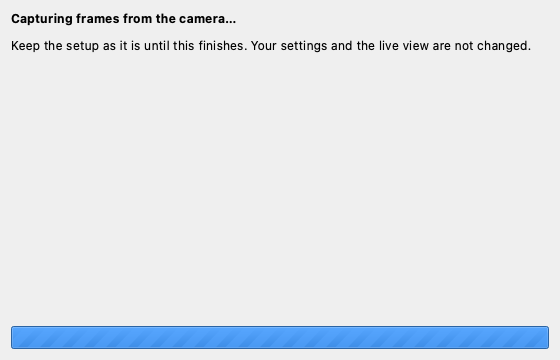 Capturing frames from the camera...
Keep the setup as it is until this finishes. Your settings and the live view are not changed.